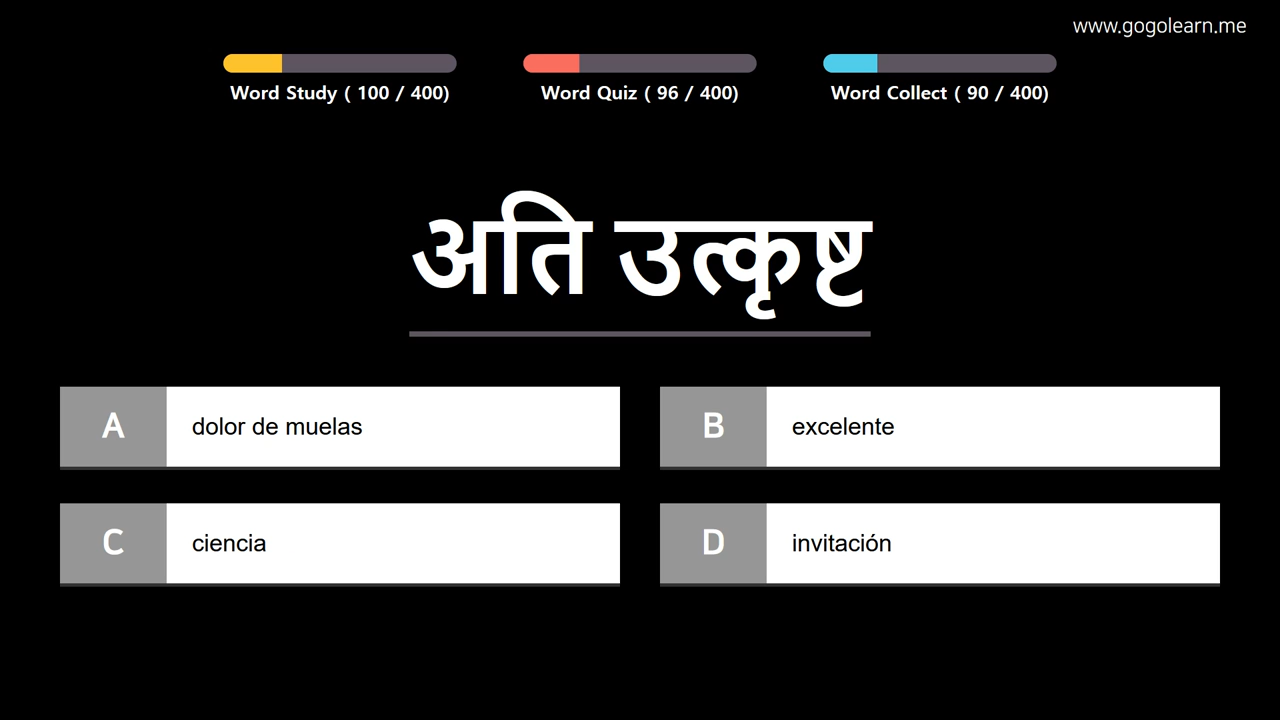 www.gogolearn.me
Word Study ( 100 / 400)
Word Quiz ( 96 / 400)
Word Collect ( 90 / 400)
अति उत्कृष्ट
A
dolor de muelas
B
excelente
C
ciencia
D
invitación